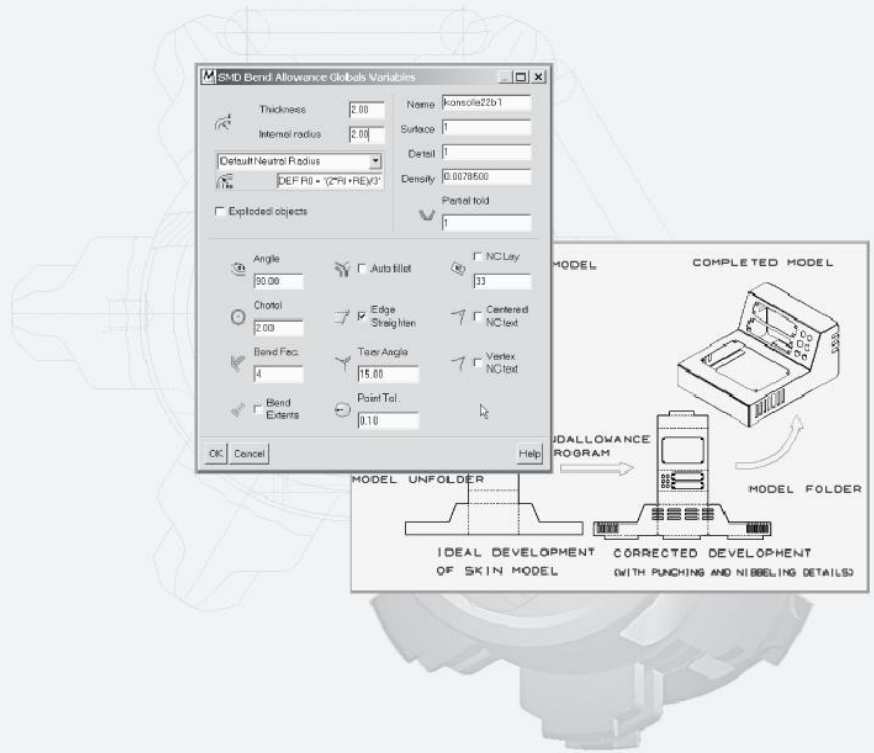 SMD Bend Allowance Globals Variables
Thickness
2.00
Internal radius
2.00
Default Neutral Radius
DEF R0 = '(2*RI+RE)/3'
Exploded objects
Name
konsole22b1
Surface
1
Detail
1
Density
0.0078500
Partial fold
1
Angle
90.00
Auto fillet
NC Lay
33
Chortol
2.00
Edge
Straighten
Centered
NC text
Bend Fac.
4
Tear Angle
15.00
Vertex
NC text
Bend
Extents
Point Tol.
0.10
OK
Cancel
Help
MODEL
COMPLETED MODEL
NDALLOWANCE
ROGRAM
MODEL UNFOLDER
MODEL FOLDER
IDEAL DEVELOPMENT
OF SKIN MODEL
CORRECTED DEVELOPMENT
(WITH PUNCHING AND NIBBELING DETAILS)